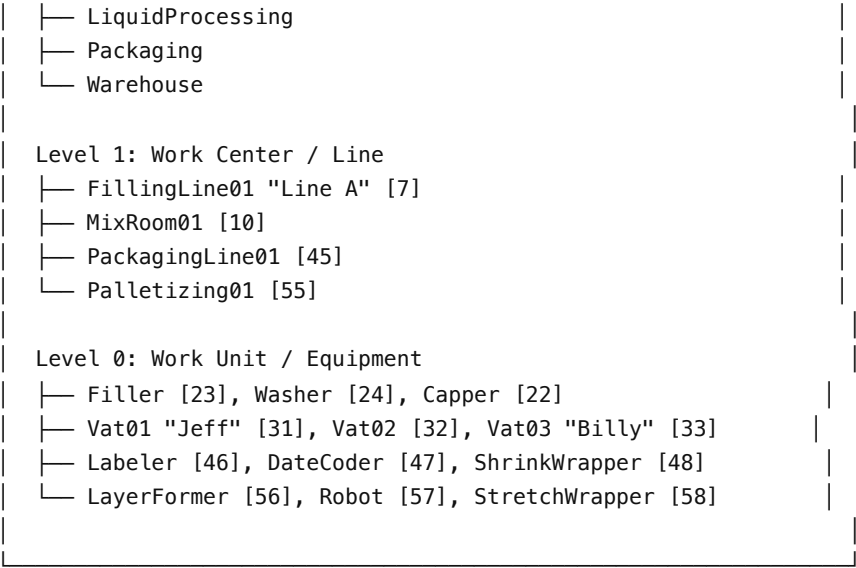 │  ├── LiquidProcessing                                          │
│  ├── Packaging                                                 │
│  └── Warehouse                                                 │
│                                                                 │
│  Level 1: Work Center / Line                                    │
│  ├── FillingLine01 "Line A" [7]                                │
│  ├── MixRoom01 [10]                                            │
│  ├── PackagingLine01 [45]                                      │
│  └── Palletizing01 [55]                                        │
│                                                                 │
│  Level 0: Work Unit / Equipment                                 │
│  ├── Filler [23], Washer [24], Capper [22]                    │
│  ├── Vat01 "Jeff" [31], Vat02 [32], Vat03 "Billy" [33]       │
│  ├── Labeler [46], DateCoder [47], ShrinkWrapper [48]         │
│  └── LayerFormer [56], Robot [57], StretchWrapper [58]        │
│                                                                 │
└─────────────────────────────────────────────────────────────────┘